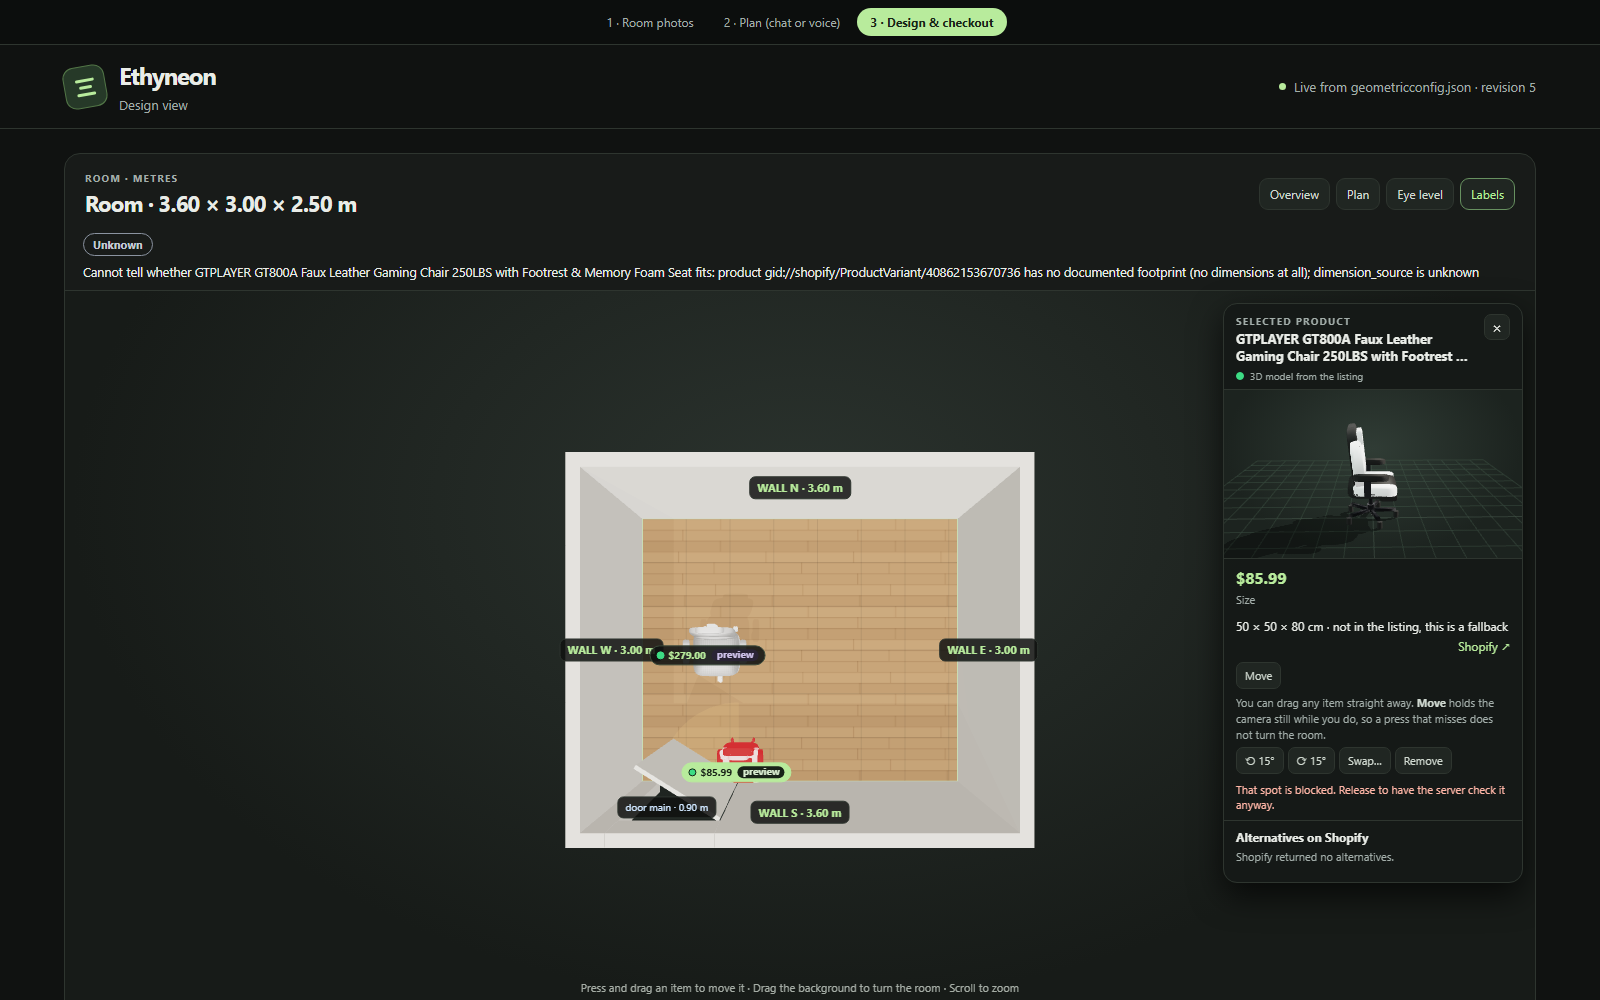 1 · Room photos
2 · Plan (chat or voice)
3 · Design & checkout
Ethyneon
Design view
Live from geometricconfig.json · revision 5
ROOM · METRES
Room · 3.60 × 3.00 × 2.50 m
Overview
Plan
Eye level
Labels
Unknown
Cannot tell whether GTPLAYER GT800A Faux Leather Gaming Chair 250LBS with Footrest & Memory Foam Seat fits: product gid://shopify/ProductVariant/40862153670736 has no documented footprint (no dimensions at all); dimension_source is unknown
SELECTED PRODUCT
×
GTPLAYER GT800A Faux Leather
Gaming Chair 250LBS with Footrest ...
3D model from the listing
WALL N · 3.60 m
WALL W · 3.00 m
$279.00 preview
WALL E · 3.00 m
$85.99 preview
door main · 0.90 m
WALL S · 3.60 m
$85.99
Size
50 × 50 × 80 cm · not in the listing, this is a fallback
Shopify ↗
Move
You can drag any item straight away. Move holds the
camera still while you do, so a press that misses does
not turn the room.
⟲ 15°
⟳ 15°
Swap...
Remove
That spot is blocked. Release to have the server check it
anyway.
Alternatives on Shopify
Shopify returned no alternatives.
Press and drag an item to move it · Drag the background to turn the room · Scroll to zoom